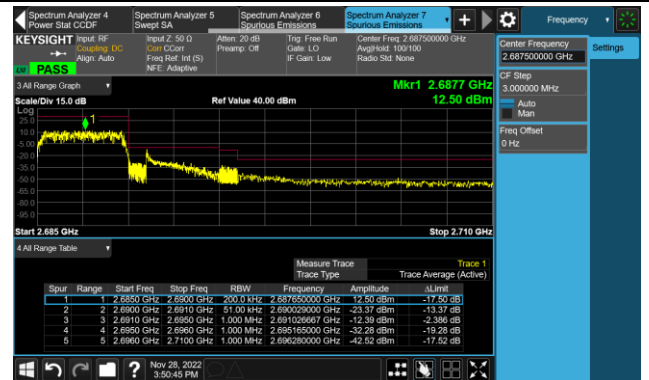 Spectrum Analyzer 4
Power Stat CCDF
Spectrum Analyzer 5
Swept SA
Spectrum Analyzer 6
Spurious Emissions
Spectrum Analyzer 7
Spurious Emissions
Frequency
KEYSIGHT
Input: RF
Coupling: DC
Align: Auto
Input Z: 50 Ω
Corr CCorr
Freq Ref: Int (S)
NFE: Adaptive
Atten: 20 dB
Preamp: Off
Trig: Free Run
Gate: LO
IF Gain: Low
Center Freq: 2.687500000 GHz
Avg|Hold: 100/100
Radio Std: None
LXI PASS
Center Frequency
2.687500000 GHz
Settings
CF Step
3.000000 MHz
Auto
Man
Freq Offset
0 Hz
3 All Range Graph
Mkr1 2.6877 GHz
12.50 dBm
Scale/Div 15.0 dB
Ref Value 40.00 dBm
Log
25.0
10.0
-5.00
-20.0
-35.0
-50.0
-65.0
-80.0
-95.0
1
Start 2.685 GHz
Stop 2.710 GHz
4 All Range Table
Measure Trace Trace 1
Trace Type Trace Average (Active)
Spur Range Start Freq Stop Freq RBW Frequency Amplitude ΔLimit
1 1 2.6850 GHz 2.6900 GHz 200.0 kHz 2.687650000 GHz 12.50 dBm -17.50 dB
2 2 2.6900 GHz 2.6910 GHz 51.00 kHz 2.690029000 GHz -23.37 dBm -13.37 dB
3 3 2.6910 GHz 2.6950 GHz 1.000 MHz 2.691026667 GHz -12.39 dBm -2.386 dB
4 4 2.6950 GHz 2.6960 GHz 1.000 MHz 2.695165000 GHz -32.28 dBm -19.28 dB
5 5 2.6960 GHz 2.7100 GHz 1.000 MHz 2.696280000 GHz -42.52 dBm -17.52 dB
Nov 28, 2022
3:50:45 PM